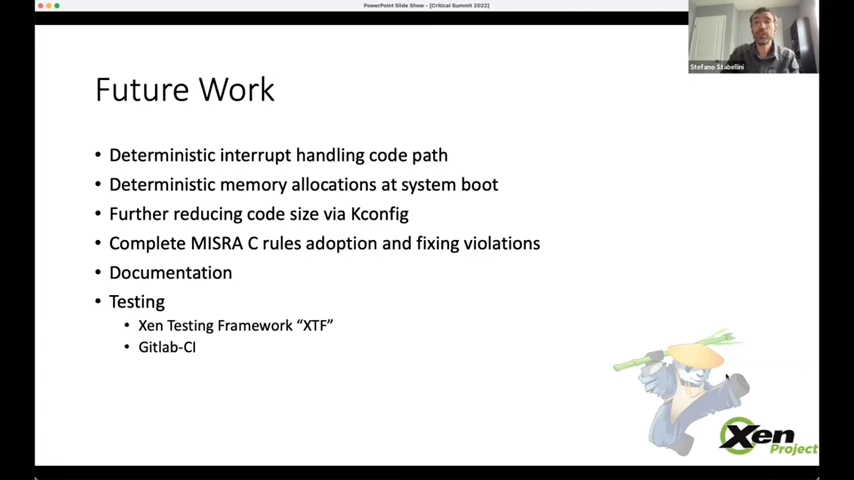 PowerPoint Slide Show - [Critical Summit 2022]
Stefano Stabellini
Future Work
• Deterministic interrupt handling code path
• Deterministic memory allocations at system boot
• Further reducing code size via Kconfig
• Complete MISRA C rules adoption and fixing violations
• Documentation
• Testing
• Xen Testing Framework “XTF”
• Gitlab-CI
Xen
Project